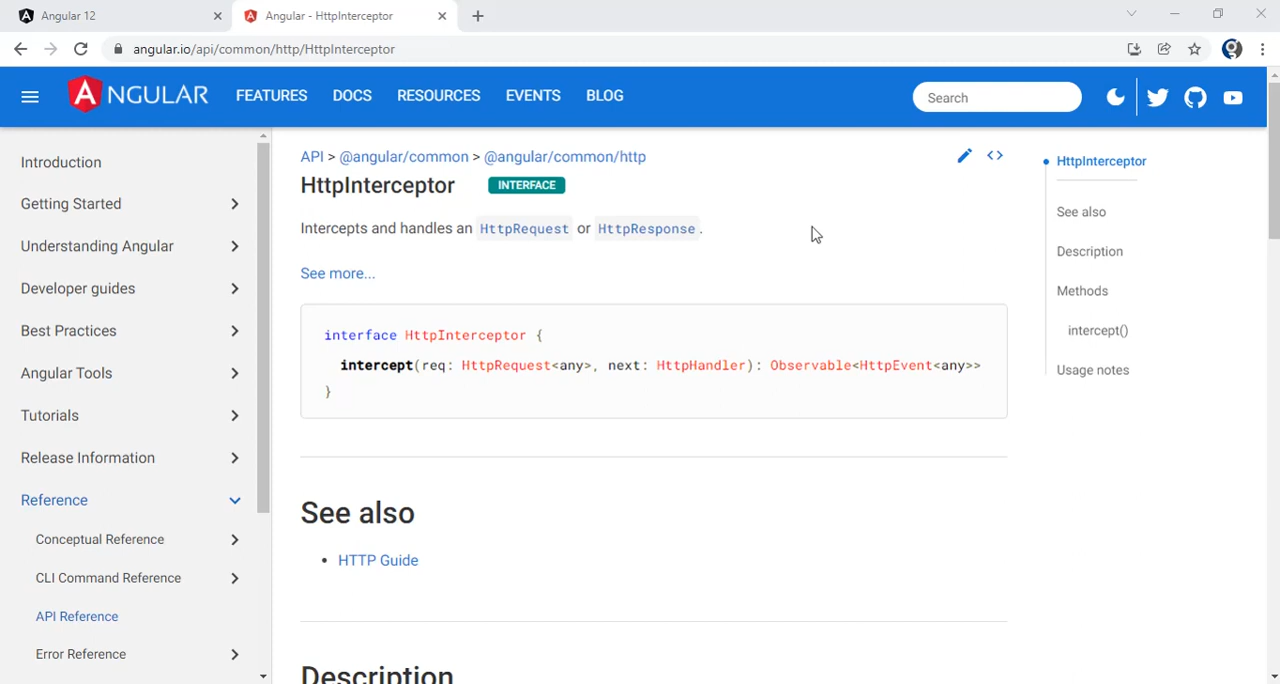 Angular 12
Angular - HttpInterceptor
angular.io/api/common/http/HttpInterceptor
ANGULAR
FEATURES
DOCS
RESOURCES
EVENTS
BLOG
Search
Introduction
Getting Started
Understanding Angular
Developer guides
Best Practices
Angular Tools
Tutorials
Release Information
Reference
Conceptual Reference
CLI Command Reference
API Reference
Error Reference
API > @angular/common > @angular/common/http
HttpInterceptor INTERFACE
Intercepts and handles an HttpRequest or HttpResponse.
See more...
interface HttpInterceptor {
intercept(req: HttpRequest<any>, next: HttpHandler): Observable<HttpEvent<any>>
}
See also
• HTTP Guide
Description
HttpInterceptor
See also
Description
Methods
intercept()
Usage notes